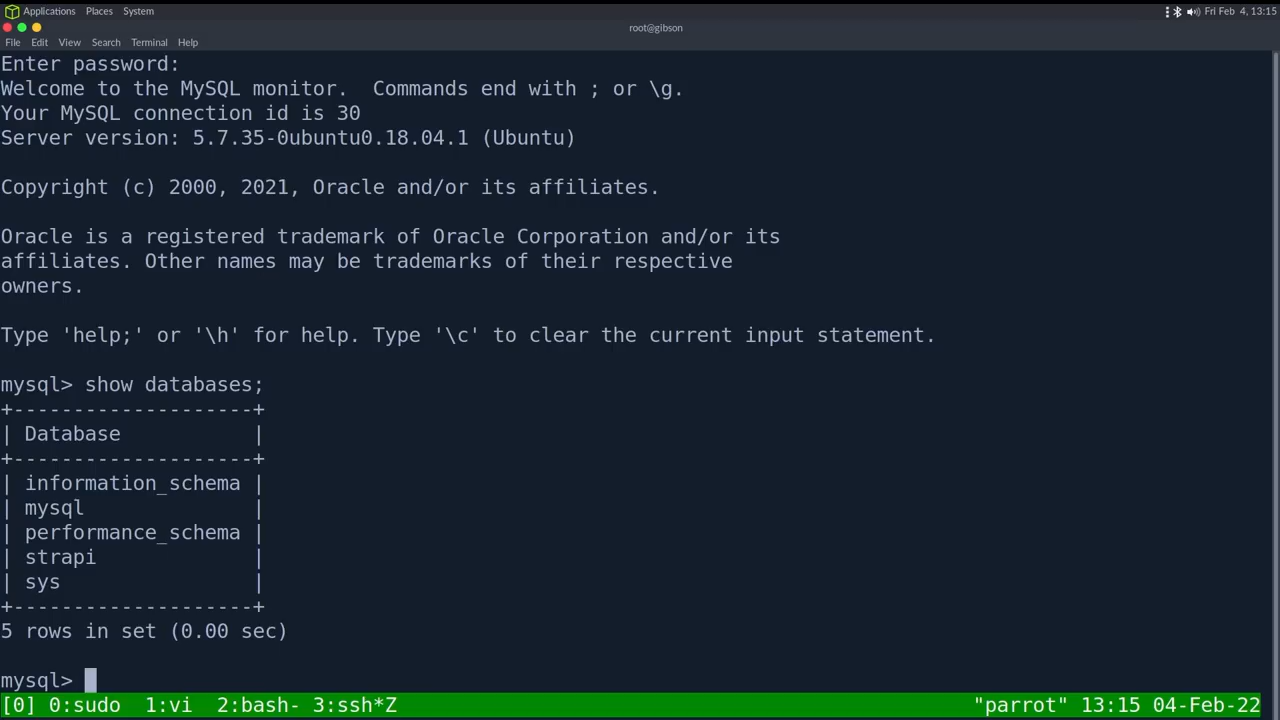 Applications Places System Fri Feb 4, 13:15
root@gibson
File Edit View Search Terminal Help
Enter password:
Welcome to the MySQL monitor.  Commands end with ; or \g.
Your MySQL connection id is 30
Server version: 5.7.35-0ubuntu0.18.04.1 (Ubuntu)
Copyright (c) 2000, 2021, Oracle and/or its affiliates.
Oracle is a registered trademark of Oracle Corporation and/or its
affiliates. Other names may be trademarks of their respective
owners.
Type 'help;' or '\h' for help. Type '\c' to clear the current input statement.
mysql> show databases;
+--------------------+
| Database           |
+--------------------+
| information_schema |
| mysql              |
| performance_schema |
| strapi             |
| sys                |
+--------------------+
5 rows in set (0.00 sec)
mysql>
[0] 0:sudo  1:vi  2:bash- 3:ssh*Z "parrot" 13:15 04-Feb-22